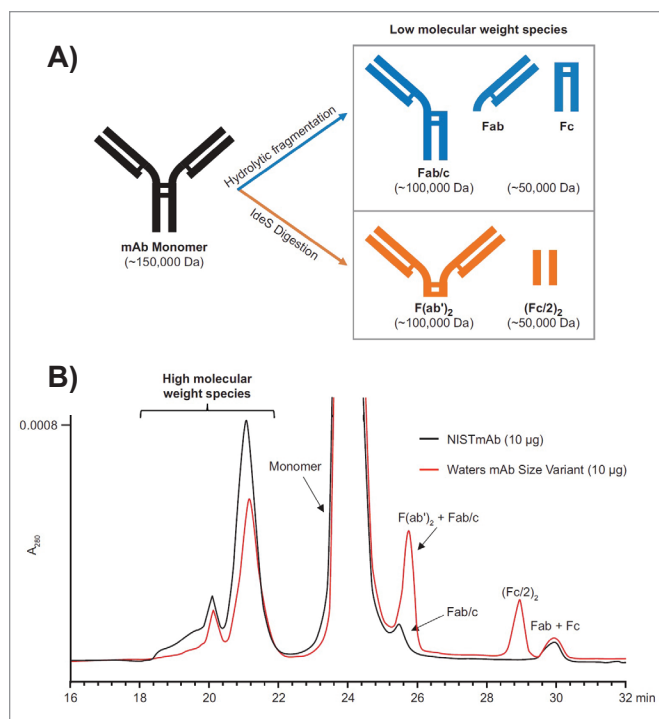 A)
Low molecular weight species
Hydrolytic fragmentation
IdeS Digestion
mAb Monomer
(~150,000 Da)
Fab
Fc
Fab/c
(~100,000 Da)
(~50,000 Da)
F(ab')₂
(Fc/2)₂
(~100,000 Da)
(~50,000 Da)
B)
High molecular
weight species
0.0008
A₂₈₀
Monomer
NISTmAb (10 µg)
Waters mAb Size Variant (10 µg)
F(ab')₂ + Fab/c
Fab/c
(Fc/2)₂
Fab + Fc
16 18 20 22 24 26 28 30 32 min